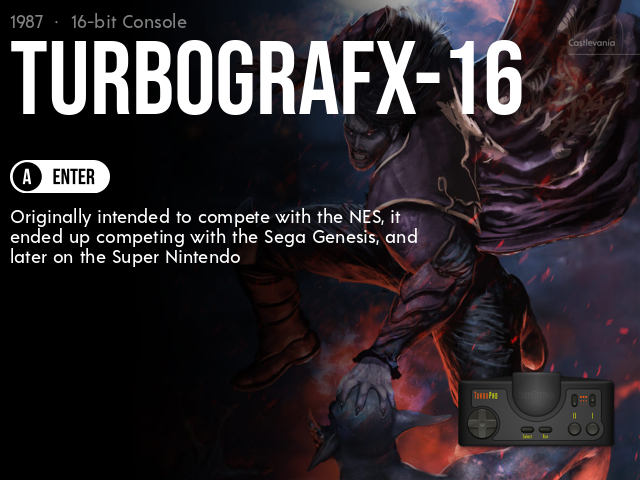 1987 · 16-bit Console
Castlevania
TURBOGRAFX-16
A ENTER
Originally intended to compete with the NES, it
ended up competing with the Sega Genesis, and
later on the Super Nintendo
TURBOPAD
II I
Select Run